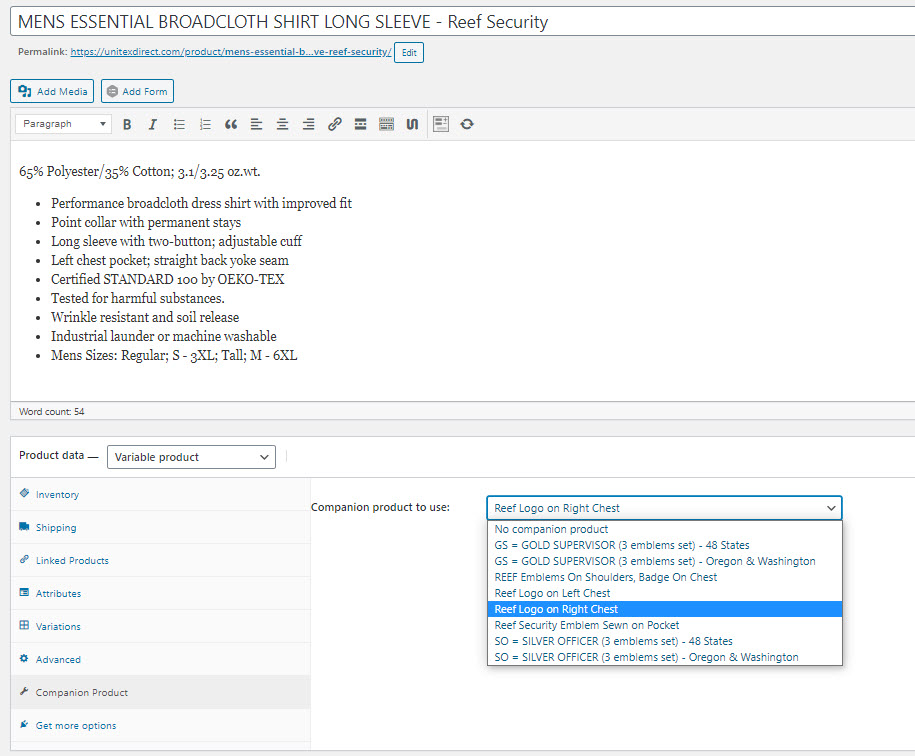 MENS ESSENTIAL BROADCLOTH SHIRT LONG SLEEVE - Reef Security
Permalink: https://unitexdirect.com/product/mens-essential-b...ve-reef-security/ Edit
Add Media Add Form
Paragraph B I
65% Polyester/35% Cotton; 3.1/3.25 oz.wt.
• Performance broadcloth dress shirt with improved fit
• Point collar with permanent stays
• Long sleeve with two-button; adjustable cuff
• Left chest pocket; straight back yoke seam
• Certified STANDARD 100 by OEKO-TEX
• Tested for harmful substances.
• Wrinkle resistant and soil release
• Industrial launder or machine washable
• Mens Sizes: Regular; S - 3XL; Tall; M - 6XL
Word count: 54
Product data — Variable product
Inventory
Shipping
Linked Products
Attributes
Variations
Advanced
Companion Product
Get more options
Companion product to use: Reef Logo on Right Chest
No companion product
GS = GOLD SUPERVISOR (3 emblems set) - 48 States
GS = GOLD SUPERVISOR (3 emblems set) - Oregon & Washington
REEF Emblems On Shoulders, Badge On Chest
Reef Logo on Left Chest
Reef Logo on Right Chest
Reef Security Emblem Sewn on Pocket
SO = SILVER OFFICER (3 emblems set) - 48 States
SO = SILVER OFFICER (3 emblems set) - Oregon & Washington